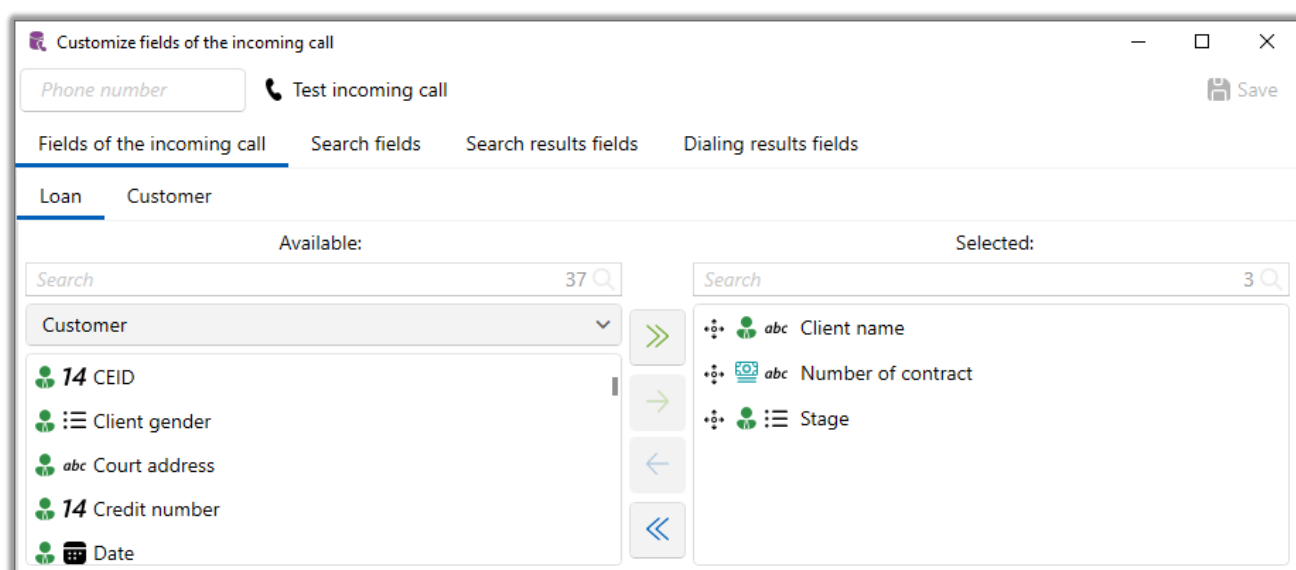 Customize fields of the incoming call
Phone number Test incoming call Save
Fields of the incoming call Search fields Search results fields Dialing results fields
Loan Customer
Available: Selected:
Search 37 Search 3
Customer
14 CEID
Client gender
abc Court address
14 Credit number
Date
abc Client name
abc Number of contract
Stage